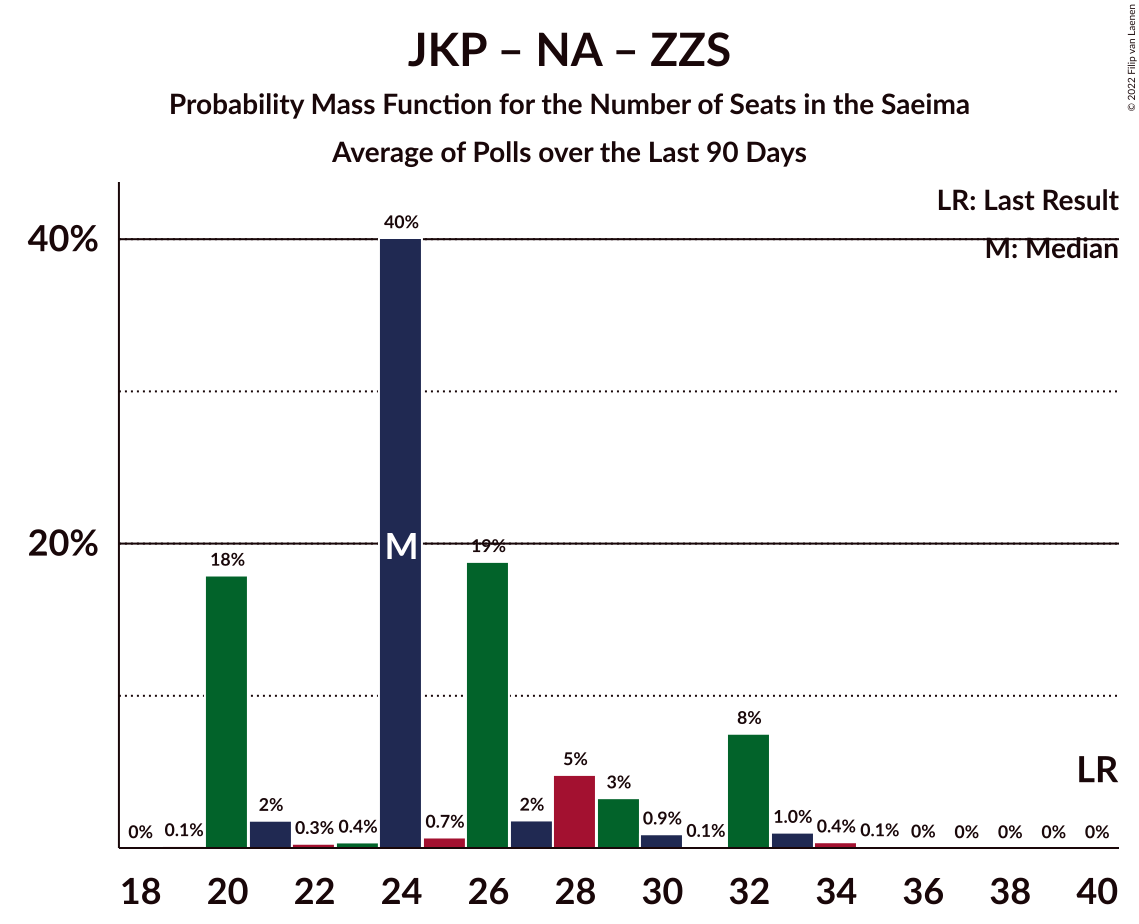 JKP – NA – ZZS
Probability Mass Function for the Number of Seats in the Saeima
Average of Polls over the Last 90 Days
© 2022 Filip van Laenen
LR: Last Result
M: Median
40%
20%
0%
0.1%
18%
2%
0.3%
0.4%
40%
M
0.7%
19%
2%
5%
3%
0.9%
0.1%
8%
1.0%
0.4%
0.1%
0%
0%
0%
0%
0%
LR
18 20 22 24 26 28 30 32 34 36 38 40